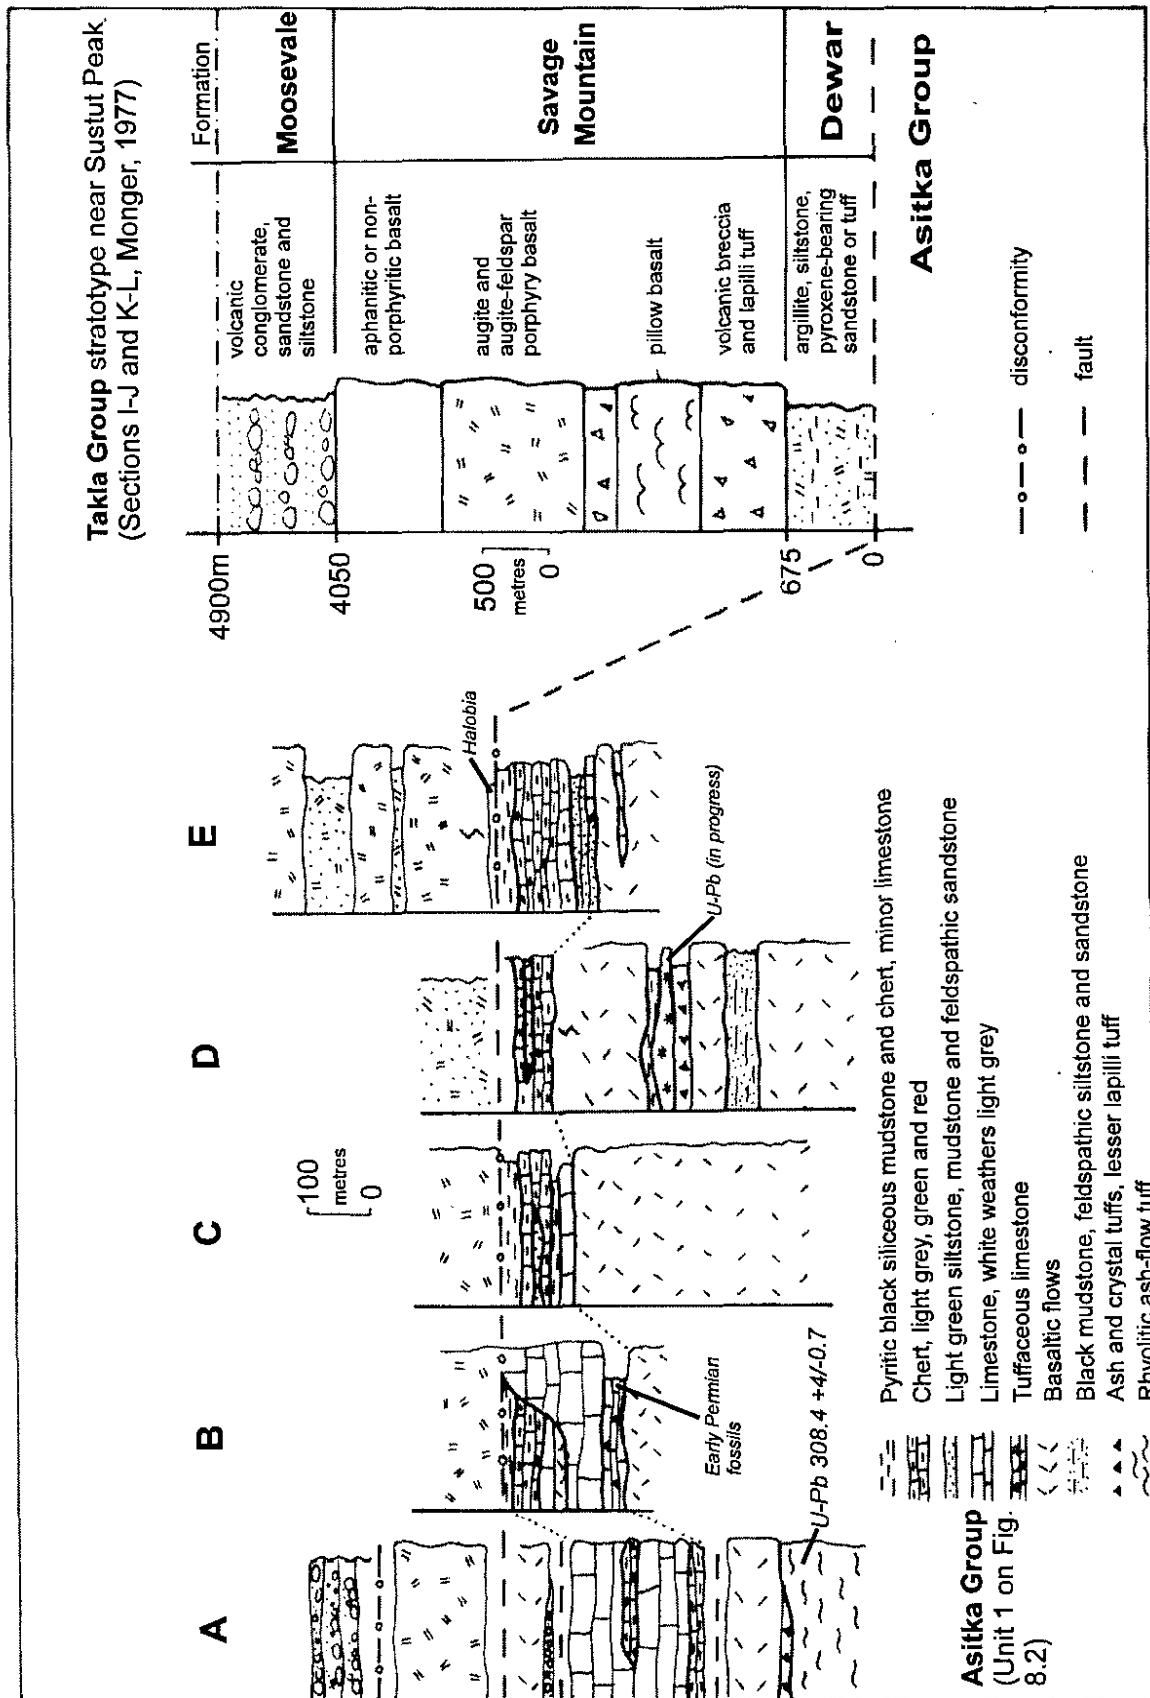 Takla Group stratotype near Sustut Peak
(Sections I-J and K-L, Monger, 1977)
Formation
Moosevale
Savage
Mountain
Dewar
Asitka Group
volcanic
conglomerate,
sandstone and
siltstone
aphanitic or non-
porphyritic basalt
augite and
augite-feldspar
porphyry basalt
pillow basalt
volcanic breccia
and lapilli tuff
argillite, siltstone,
pyroxene-bearing
sandstone or tuff
4900m
4050
675
0
500
metres
0
disconformity
fault
A
B
C
D
E
100
metres
0
Halobia
U-Pb (in progress)
Early Permian
fossils
U-Pb 308.4 +4/-0.7
Asitka Group
(Unit 1 on Fig.
8.2)
Pyritic black siliceous mudstone and chert, minor limestone
Chert, light grey, green and red
Light green siltstone, mudstone and feldspathic sandstone
Limestone, white weathers light grey
Tuffaceous limestone
Basaltic flows
Black mudstone, feldspathic siltstone and sandstone
Ash and crystal tuffs, lesser lapilli tuff
Rhyolitic ash-flow tuff